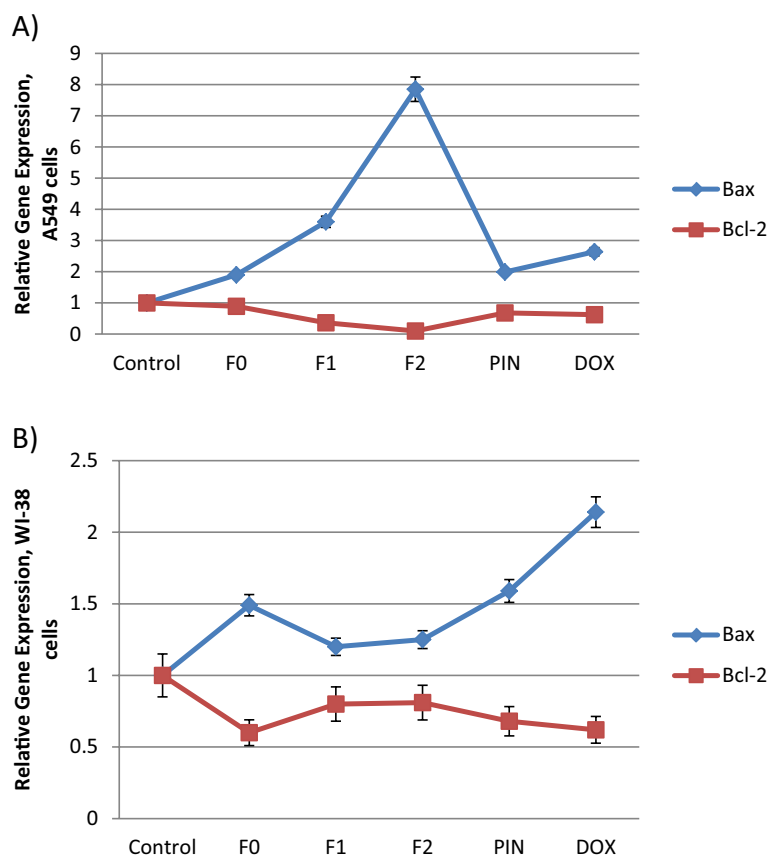 A)
Relative Gene Expression,
A549 cells
9
8
7
6
5
4
3
2
1
0
Control F0 F1 F2 PIN DOX
Bax
Bcl-2
B)
Relative Gene Expression, WI-38
cells
2.5
2
1.5
1
0.5
0
Control F0 F1 F2 PIN DOX
Bax
Bcl-2